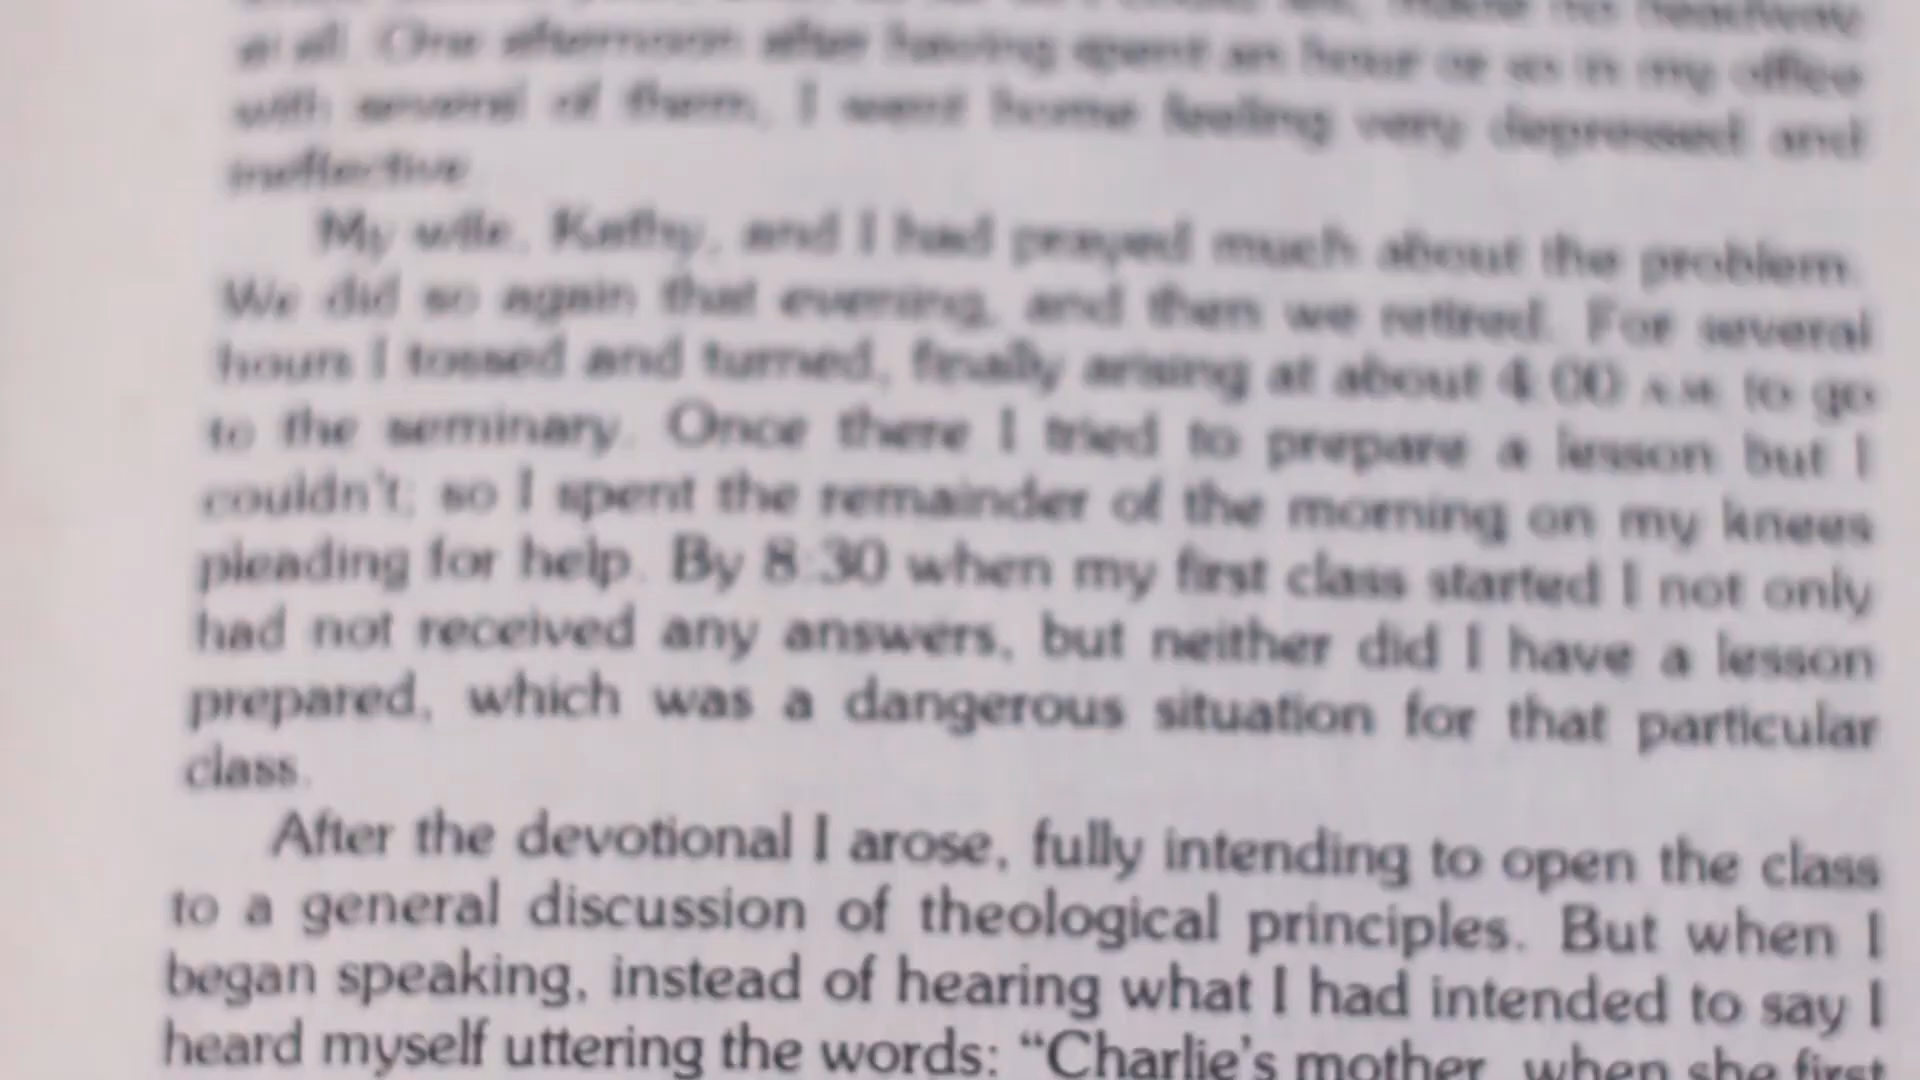 made no headway
at all. One afternoon after having spent an hour or so in my office
with several of them, I went home feeling very depressed and
ineffective.
My wife, Kathy, and I had prayed much about the problem.
We did so again that evening, and then we retired. For several
hours I tossed and turned, finally arising at about 4:00 A.M. to go
to the seminary. Once there I tried to prepare a lesson but I
couldn't; so I spent the remainder of the morning on my knees
pleading for help. By 8:30 when my first class started I not only
had not received any answers, but neither did I have a lesson
prepared, which was a dangerous situation for that particular
class.
After the devotional I arose, fully intending to open the class
to a general discussion of theological principles. But when I
began speaking, instead of hearing what I had intended to say I
heard myself uttering the words: “Charlie's mother, when she first